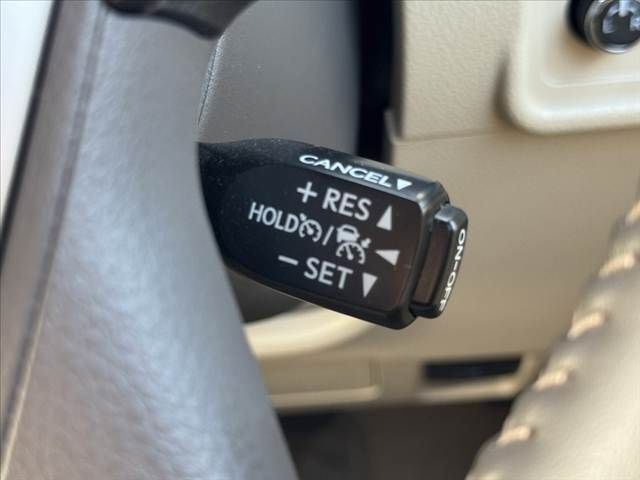 CANCEL▼
+ RES ▲
HOLD / ◀
− SET ▼
ON-OFF